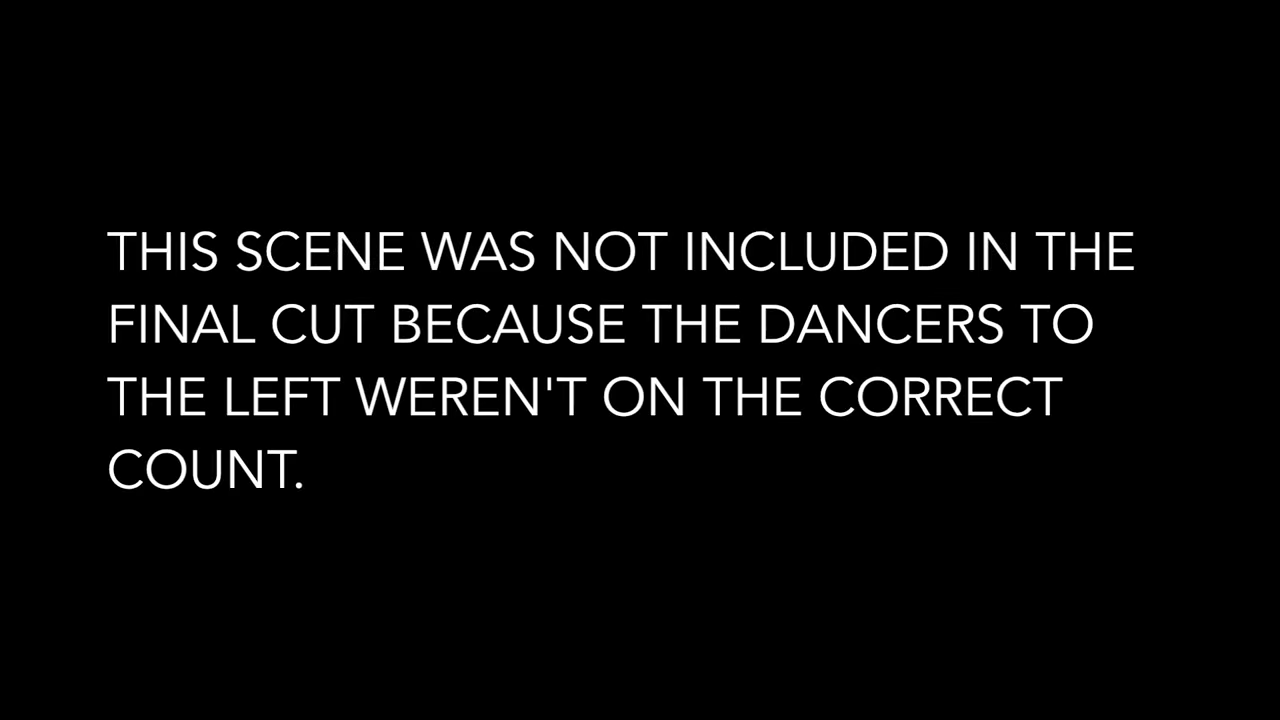 THIS SCENE WAS NOT INCLUDED IN THE
FINAL CUT BECAUSE THE DANCERS TO
THE LEFT WEREN'T ON THE CORRECT
COUNT.